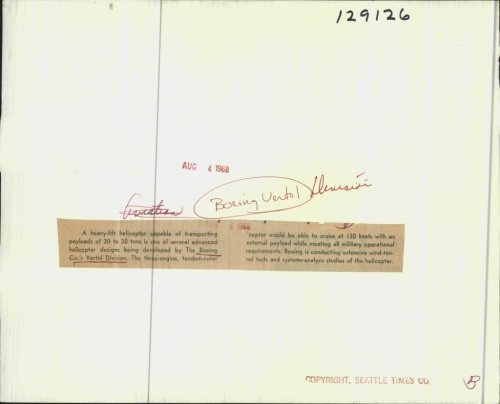 129126
AUG 4 1968
Aviation
Boeing Vertol Division
A heavy-lift helicopter capable of transporting
payloads of 20 to 30 tons is one of several advanced
helicopter designs being developed by The Boeing
Co.'s Vertol Division. The three-engine, tandem-rotor
copter would be able to cruise at 130 knots with an
external payload while meeting all military operational
requirements. Boeing is conducting extensive wind-tun-
nel tests and systems-analysis studies of the helicopter.
COPYRIGHT, SEATTLE TIMES CO.
B